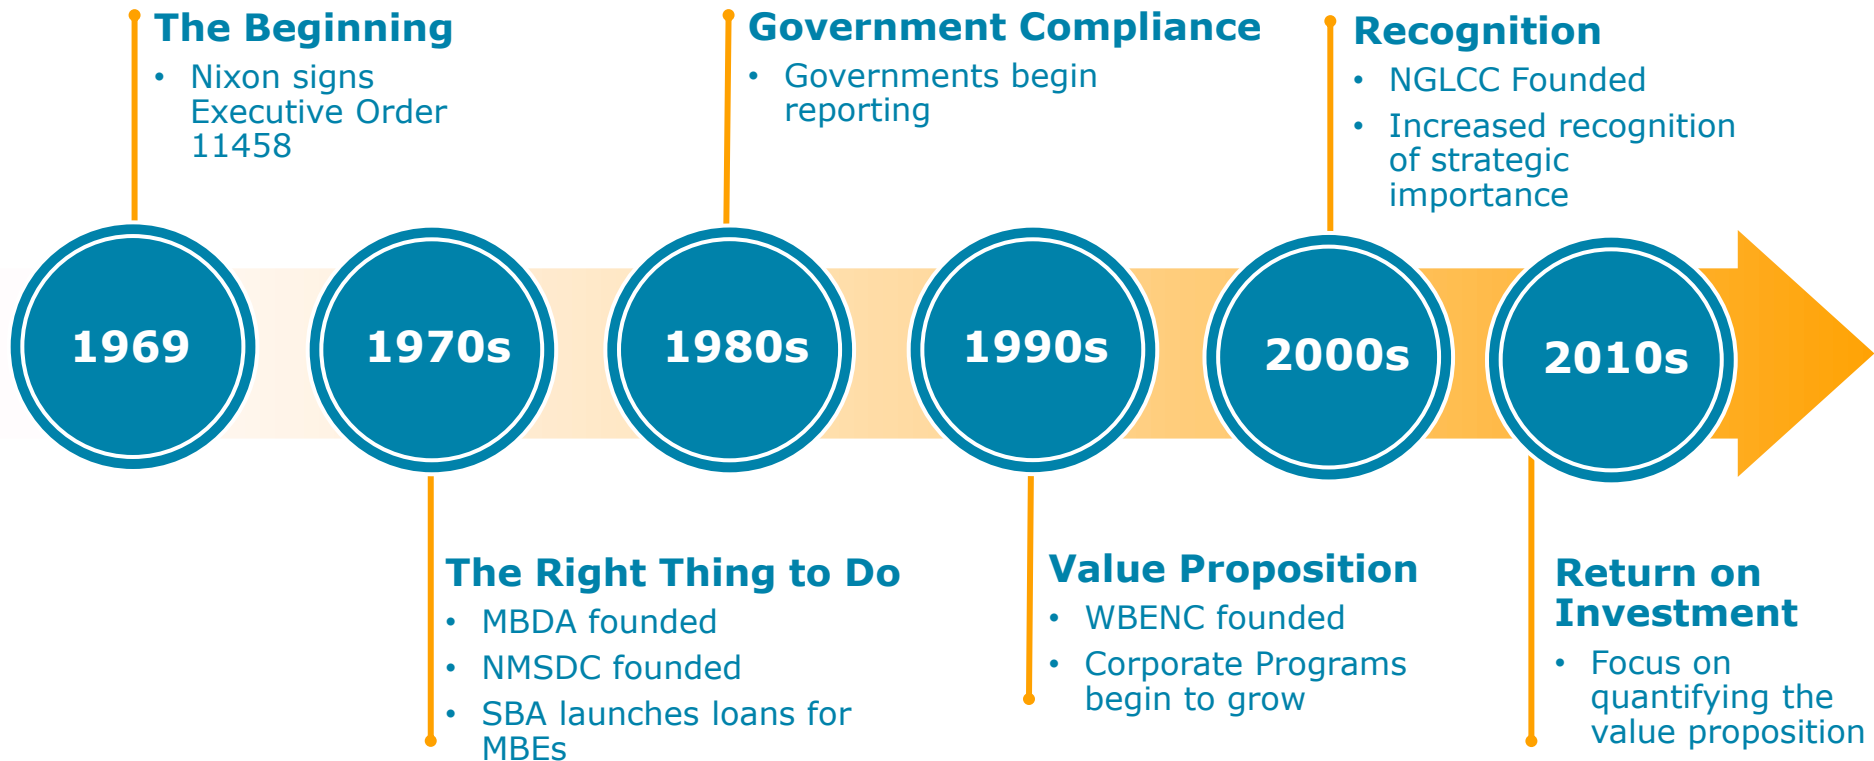 The Beginning
• Nixon signs
Executive Order
11458
Government Compliance
• Governments begin
reporting
Recognition
• NGLCC Founded
• Increased recognition
of strategic
importance
1969
1970s
1980s
1990s
2000s
2010s
The Right Thing to Do
• MBDA founded
• NMSDC founded
• SBA launches loans for
MBEs
Value Proposition
• WBENC founded
• Corporate Programs
begin to grow
Return on
Investment
• Focus on
quantifying the
value proposition